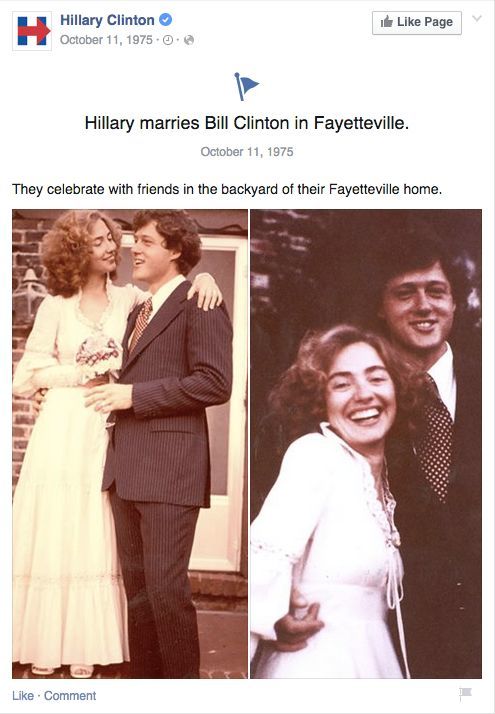 Hillary Clinton
Like Page
October 11, 1975 ·  ·
Hillary marries Bill Clinton in Fayetteville.
October 11, 1975
They celebrate with friends in the backyard of their Fayetteville home.
Like · Comment